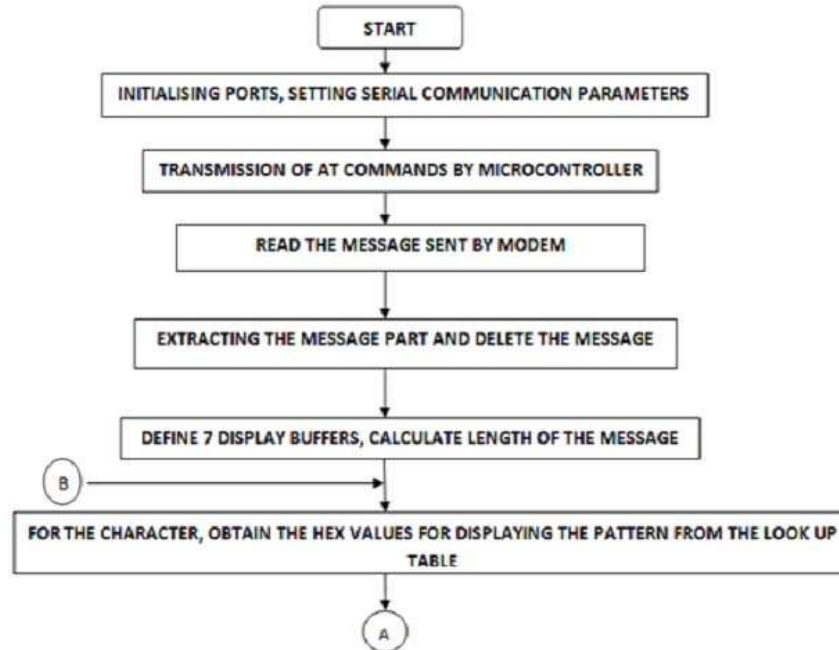 START
INITIALISING PORTS, SETTING SERIAL COMMUNICATION PARAMETERS
TRANSMISSION OF AT COMMANDS BY MICROCONTROLLER
READ THE MESSAGE SENT BY MODEM
EXTRACTING THE MESSAGE PART AND DELETE THE MESSAGE
DEFINE 7 DISPLAY BUFFERS, CALCULATE LENGTH OF THE MESSAGE
B
FOR THE CHARACTER, OBTAIN THE HEX VALUES FOR DISPLAYING THE PATTERN FROM THE LOOK UP
TABLE
A